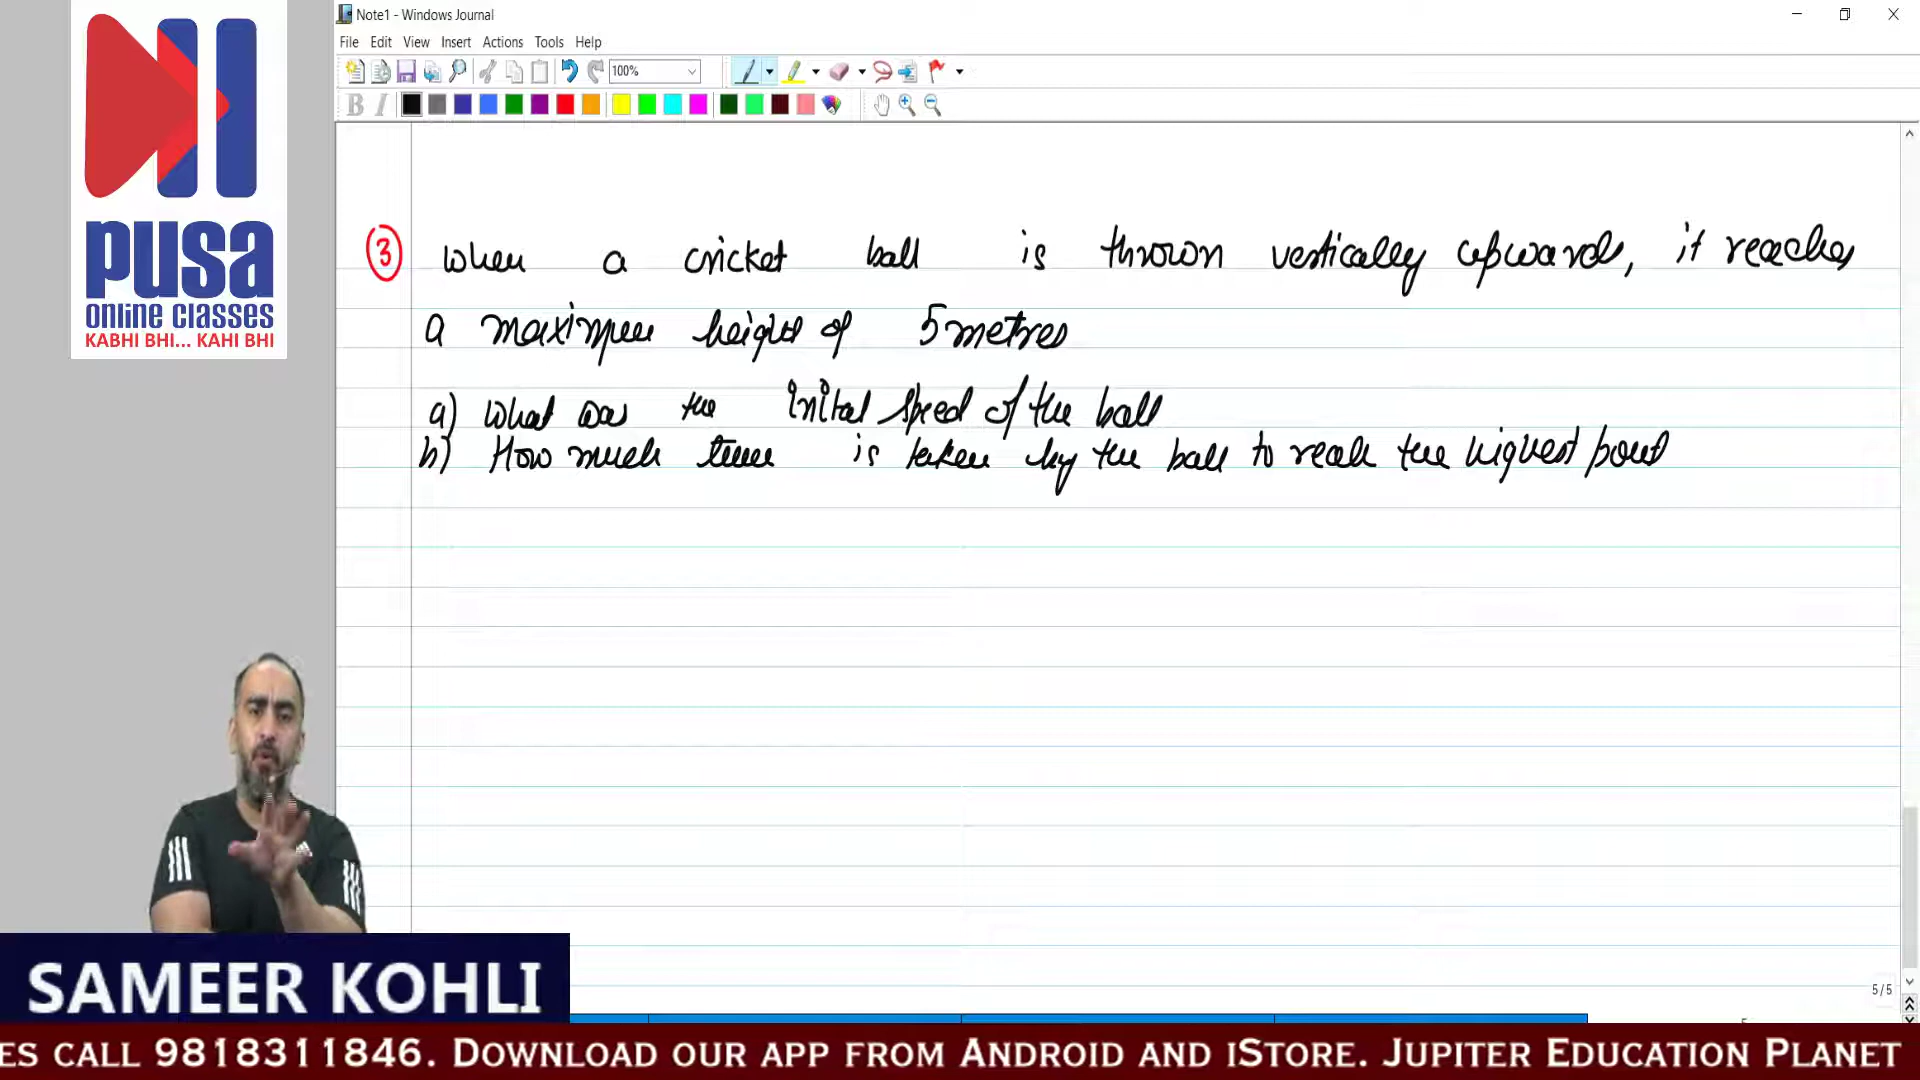 Note1 - Windows Journal
File Edit View Insert Actions Tools Help
100%
B I
pusa
online classes
KABHI BHI... KAHI BHI
3 When a cricket ball is thrown vertically upwards, it reaches
a maximum height of 5 metres
a) What was the initial speed of the ball
b) How much time is taken by the ball to reach the highest point
5 / 5
SAMEER KOHLI
ES CALL 9818311846. DOWNLOAD OUR APP FROM ANDROID AND iSTORE. JUPITER EDUCATION PLANET